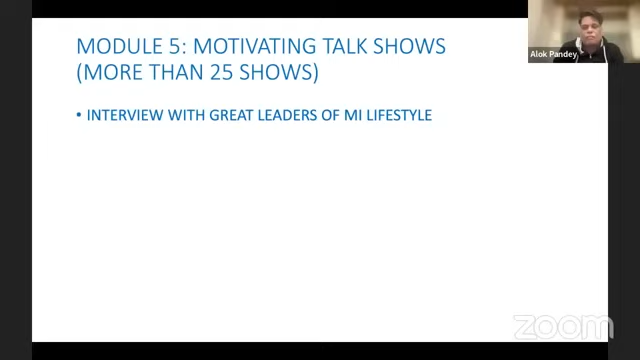 MODULE 5: MOTIVATING TALK SHOWS
(MORE THAN 25 SHOWS)
• INTERVIEW WITH GREAT LEADERS OF MI LIFESTYLE
Alok Pandey
zoom